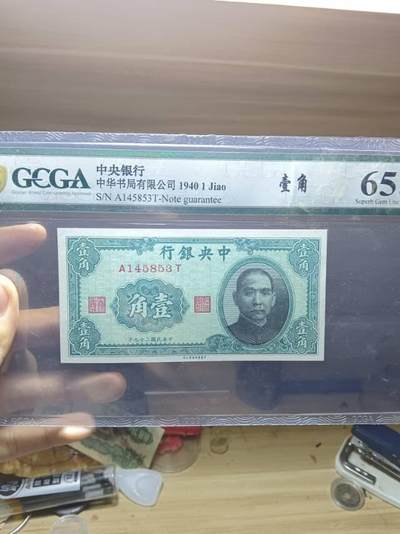 GCGA
中央银行
中华书局有限公司 1940 1 Jiao
S/N A145853T-Note guarantee
壹角
65
Superb Gem Unc
行銀央中
A145853T
壹角
壹角
角壹
壹角
壹角
年九十二國民華中